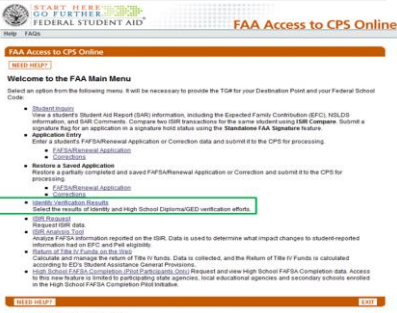 START HERE
GO FURTHER
FEDERAL STUDENT AID
FAA Access to CPS Online
Help FAQs
FAA Access to CPS Online
NEED HELP?
Welcome to the FAA Main Menu
Select an option from the following menu. It will be necessary to provide the TG# for your Destination Point and your Federal School
Code:
Student Inquiry
View a student's Student Aid Report (SAR) information, including the Expected Family Contribution (EFC), NSLDS
information, and SAR Comments. Compare two ISIR transactions for the same student using ISIR Compare. Submit a
signature flag for an application in a signature hold status using the Standalone FAA Signature feature.
Application Entry
Enter a student's FAFSA/Renewal Application or Correction data and submit it to the CPS for processing.
FAFSA/Renewal Application
Corrections
Restore a Saved Application
Restore a partially completed and saved FAFSA/Renewal Application or Correction and submit it to the CPS for
processing.
FAFSA/Renewal Application
Corrections
Identity Verification Results
Select the results of identity and High School Diploma/GED verification efforts.
ISIR Request
Request ISIR data.
ISIR Analysis Tool
Analyze FAFSA information reported on the ISIR. Data is used to determine what impact changes to student-reported
information had on EFC and Pell eligibility.
Return of Title IV Funds on the Web
Calculate and manage the return of Title IV funds. Data is collected, and the Return of Title IV Funds is calculated
according to ED's Student Assistance General Provisions.
High School FAFSA Completion (Pilot Participants Only) Request and view High School FAFSA Completion data. Access
to this new feature is limited to participating state agencies, local educational agencies and secondary schools enrolled
in the High School FAFSA Completion Pilot Initiative.
NEED HELP?
EXIT